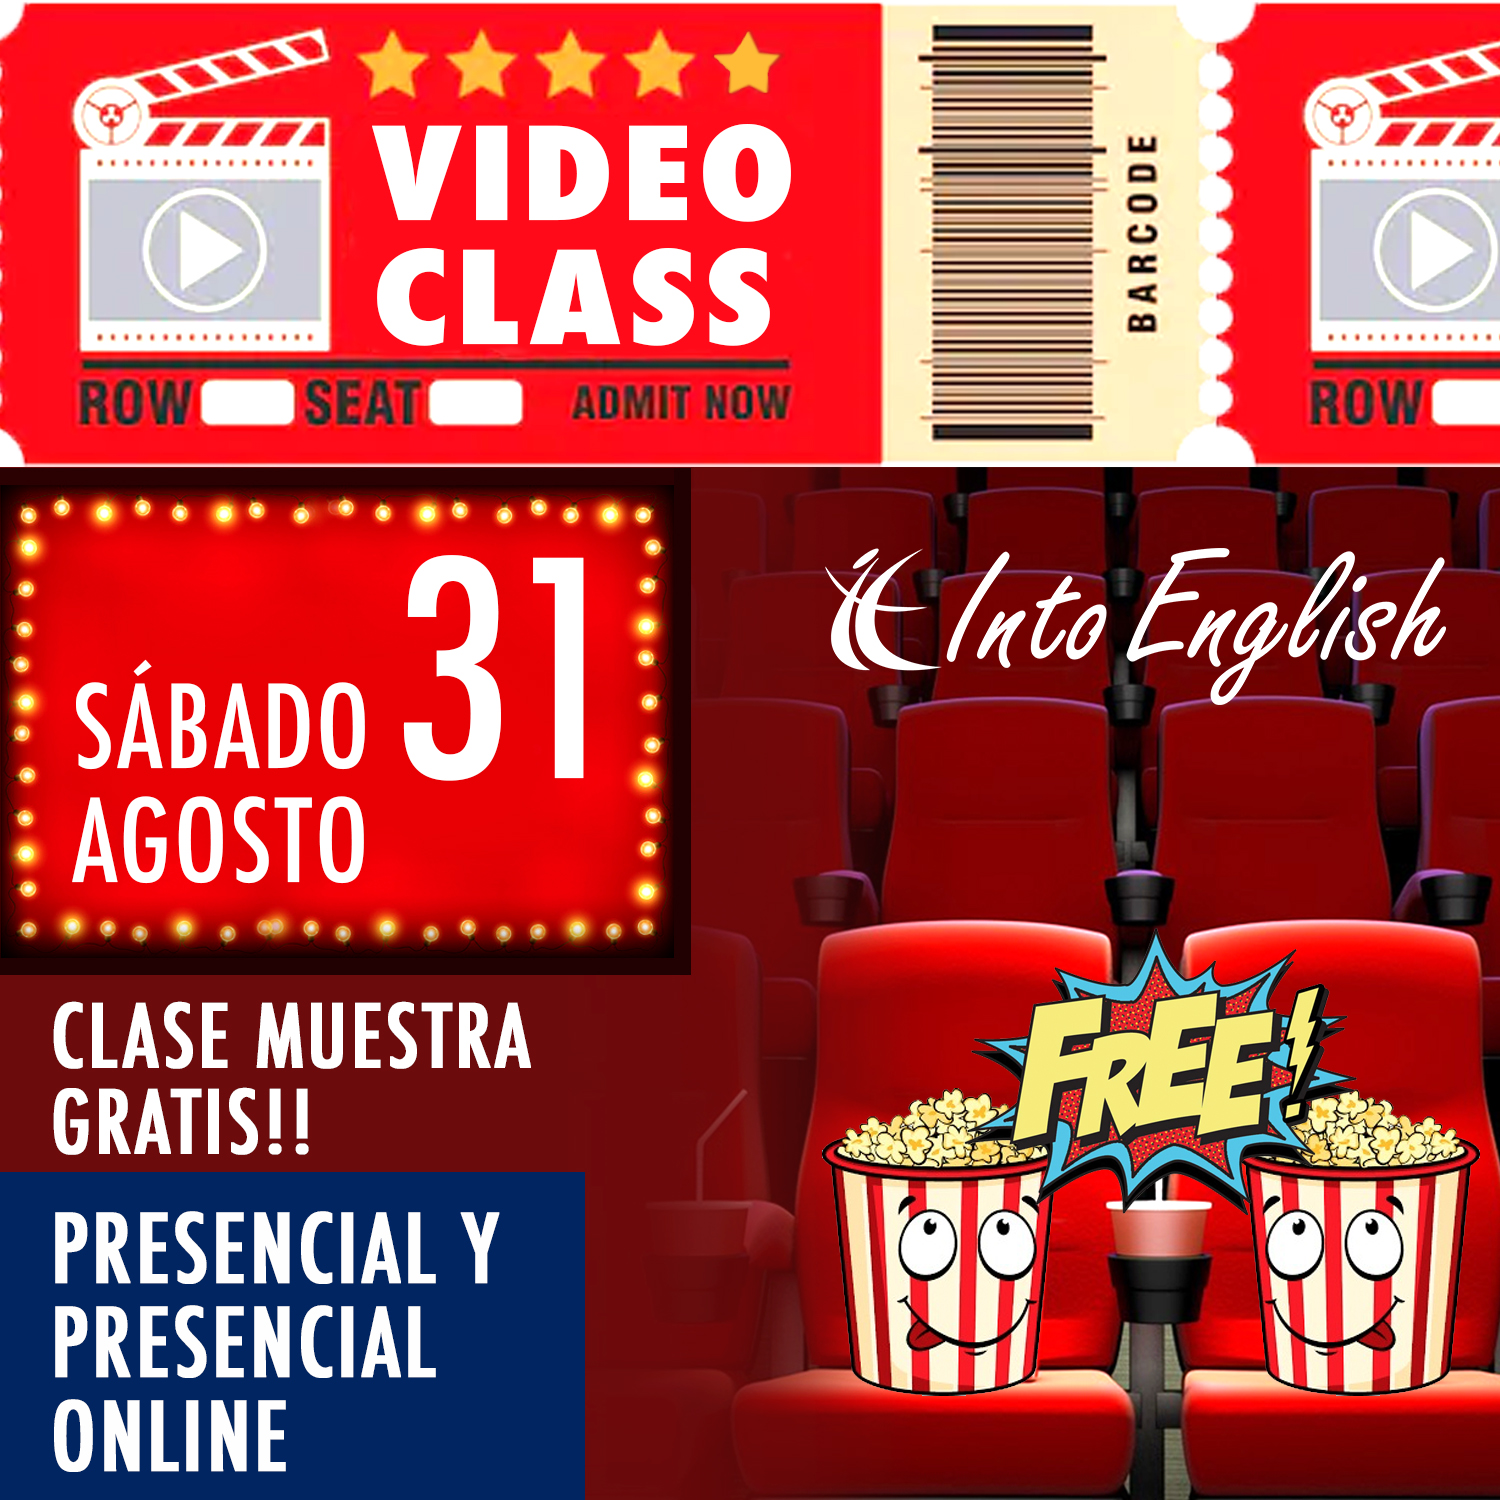 VIDEO
CLASS
ROW SEAT ADMIT NOW
BARCODE
ROW
Into English
31
SÁBADO
AGOSTO
FREE!
CLASE MUESTRA
GRATIS!!
PRESENCIAL Y
PRESENCIAL
ONLINE